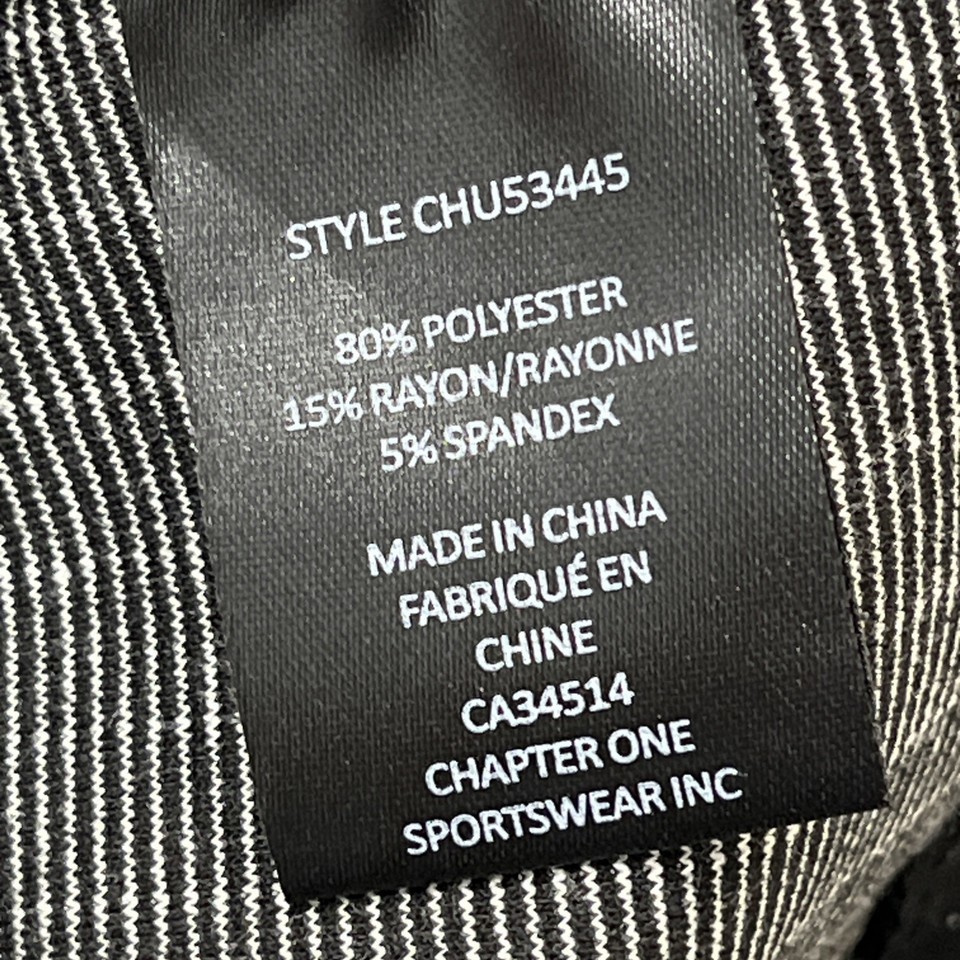 STYLE CHU53445
80% POLYESTER
15% RAYON/RAYONNE
5% SPANDEX
MADE IN CHINA
FABRIQUÉ EN
CHINE
CA34514
CHAPTER ONE
SPORTSWEAR INC